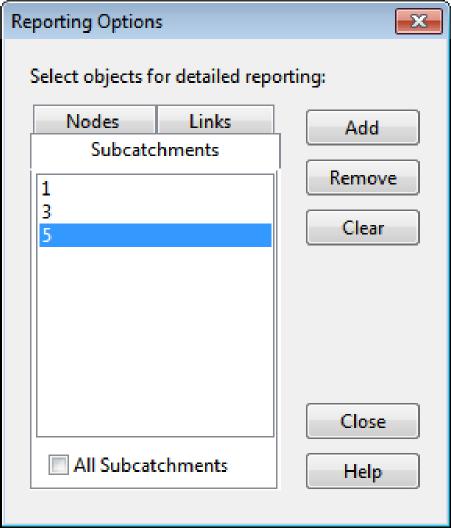 Reporting Options
Select objects for detailed reporting:
Nodes Links
Subcatchments
1
3
5
All Subcatchments
Add
Remove
Clear
Close
Help